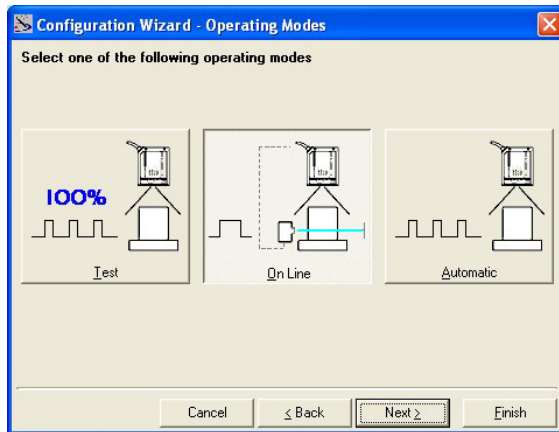 Configuration Wizard - Operating Modes
Select one of the following operating modes
100%
Test
On Line
Automatic
Cancel
< Back
Next >
Finish